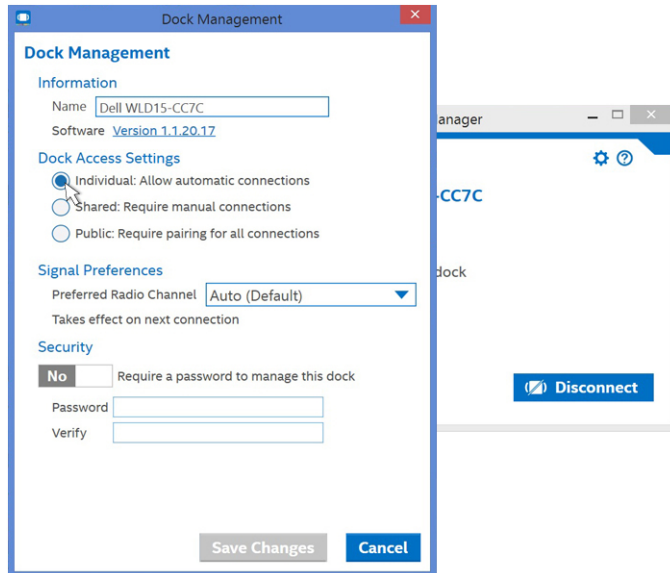 Dock Management
Dock Management
Information
Name Dell WLD15-CC7C
Software Version 1.1.20.17
Dock Access Settings
Individual: Allow automatic connections
Shared: Require manual connections
Public: Require pairing for all connections
Signal Preferences
Preferred Radio Channel Auto (Default)
Takes effect on next connection
Security
No Require a password to manage this dock
Password
Verify
Save Changes Cancel
anager
-CC7C
dock
Disconnect